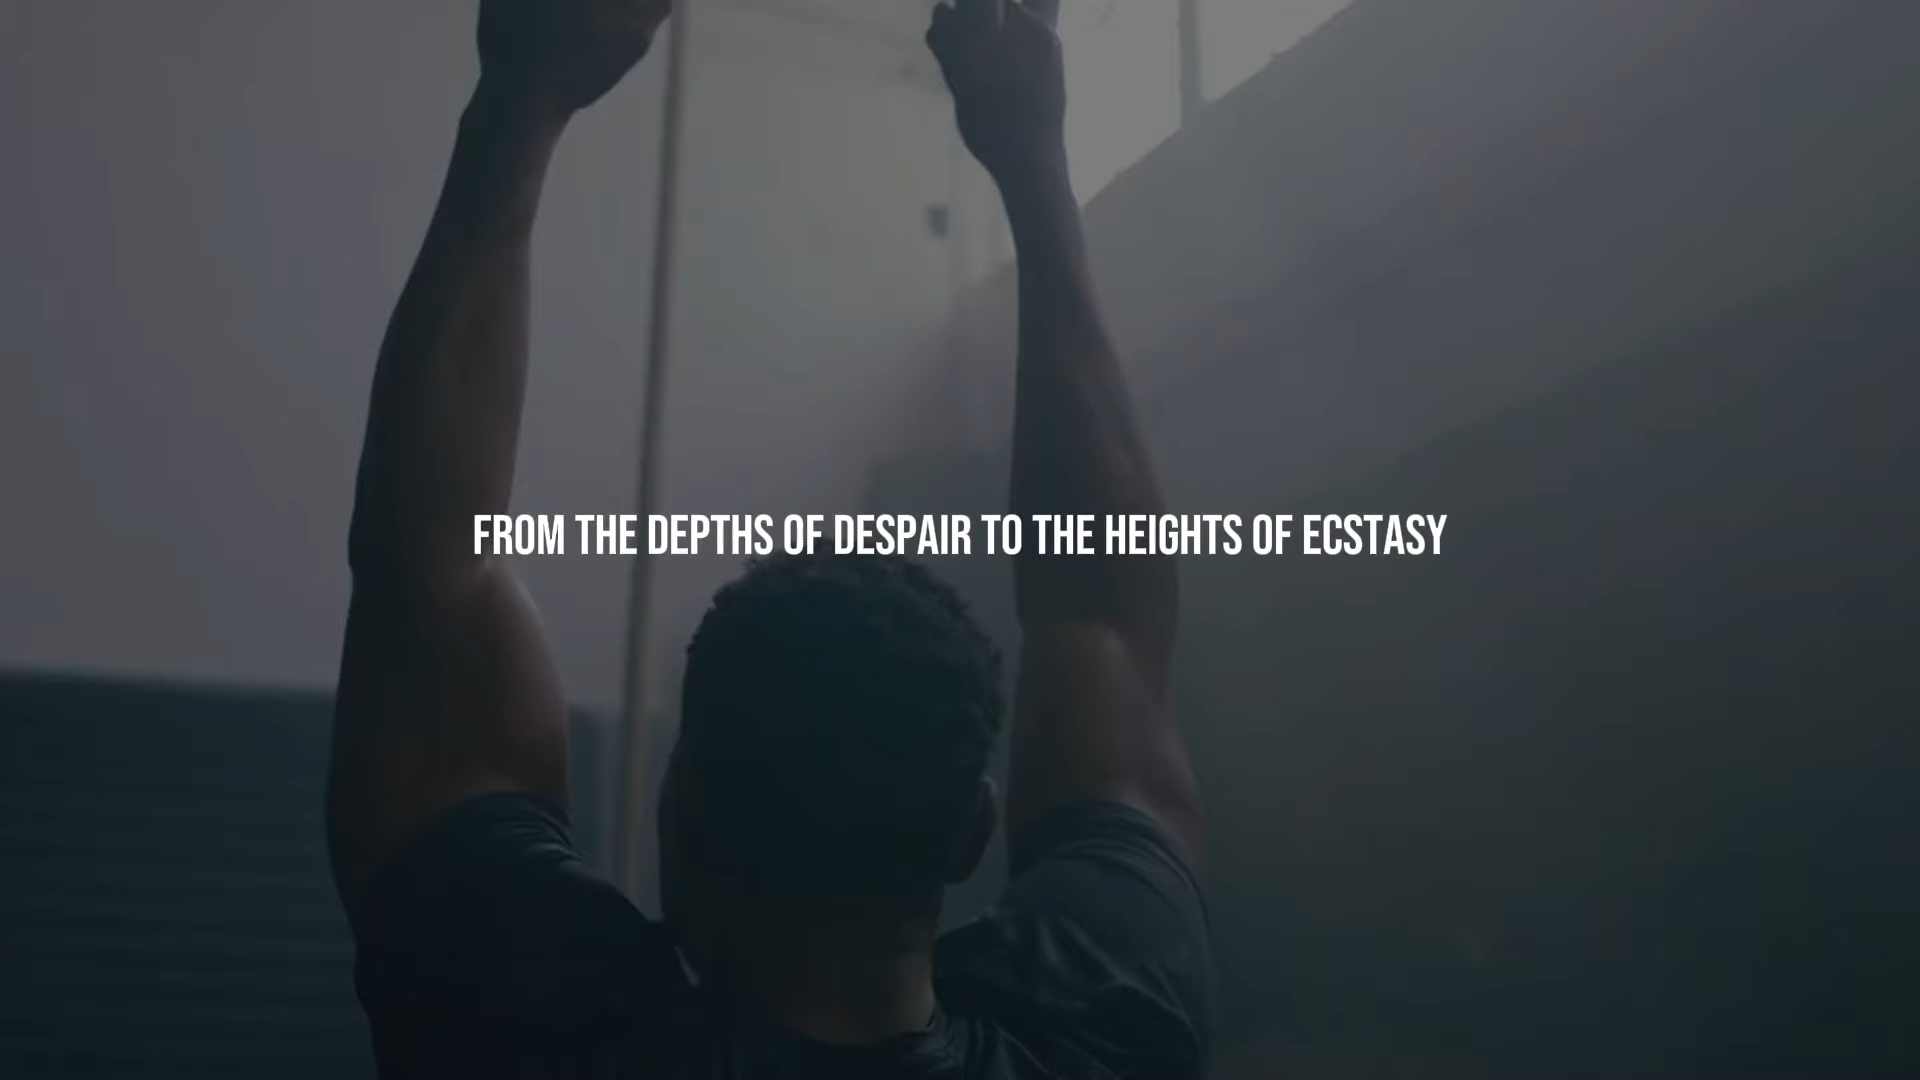 FROM THE DEPTHS OF DESPAIR TO THE HEIGHTS OF ECSTASY